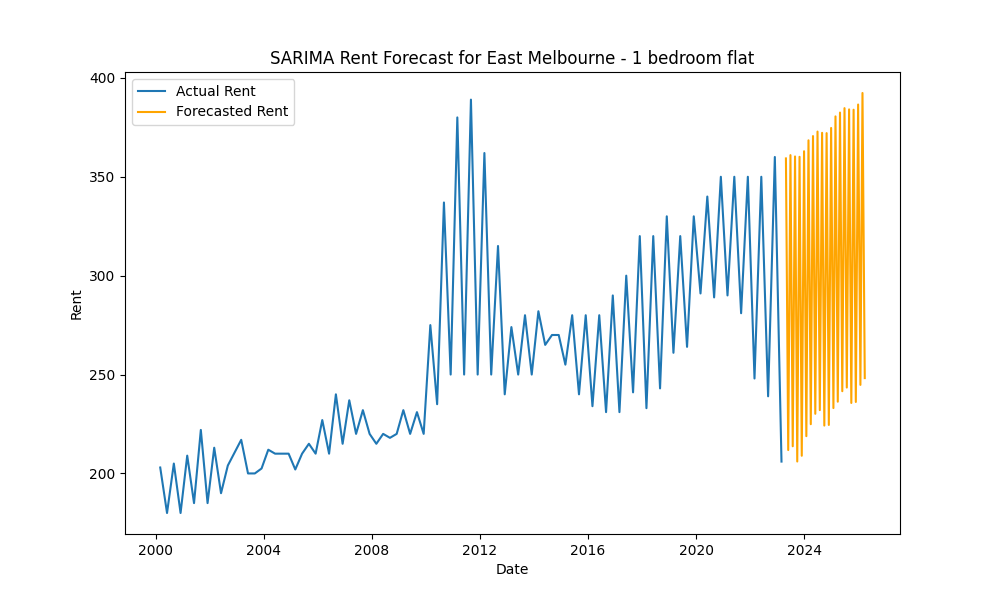 SARIMA Rent Forecast for East Melbourne - 1 bedroom flat
Actual Rent
Forecasted Rent
400
350
300
250
200
Rent
2000 2004 2008 2012 2016 2020 2024
Date